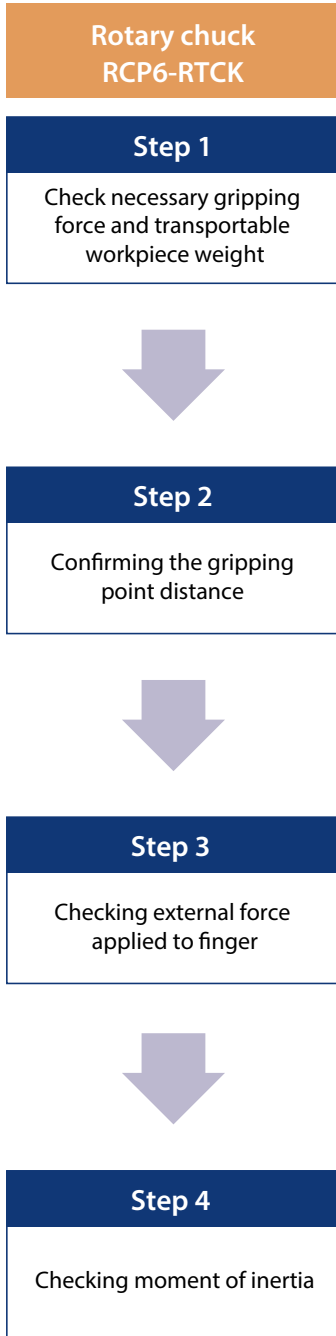 Rotary chuck
RCP6-RTCK
Step 1
Check necessary gripping
force and transportable
workpiece weight
Step 2
Confirming the gripping
point distance
Step 3
Checking external force
applied to finger
Step 4
Checking moment of inertia